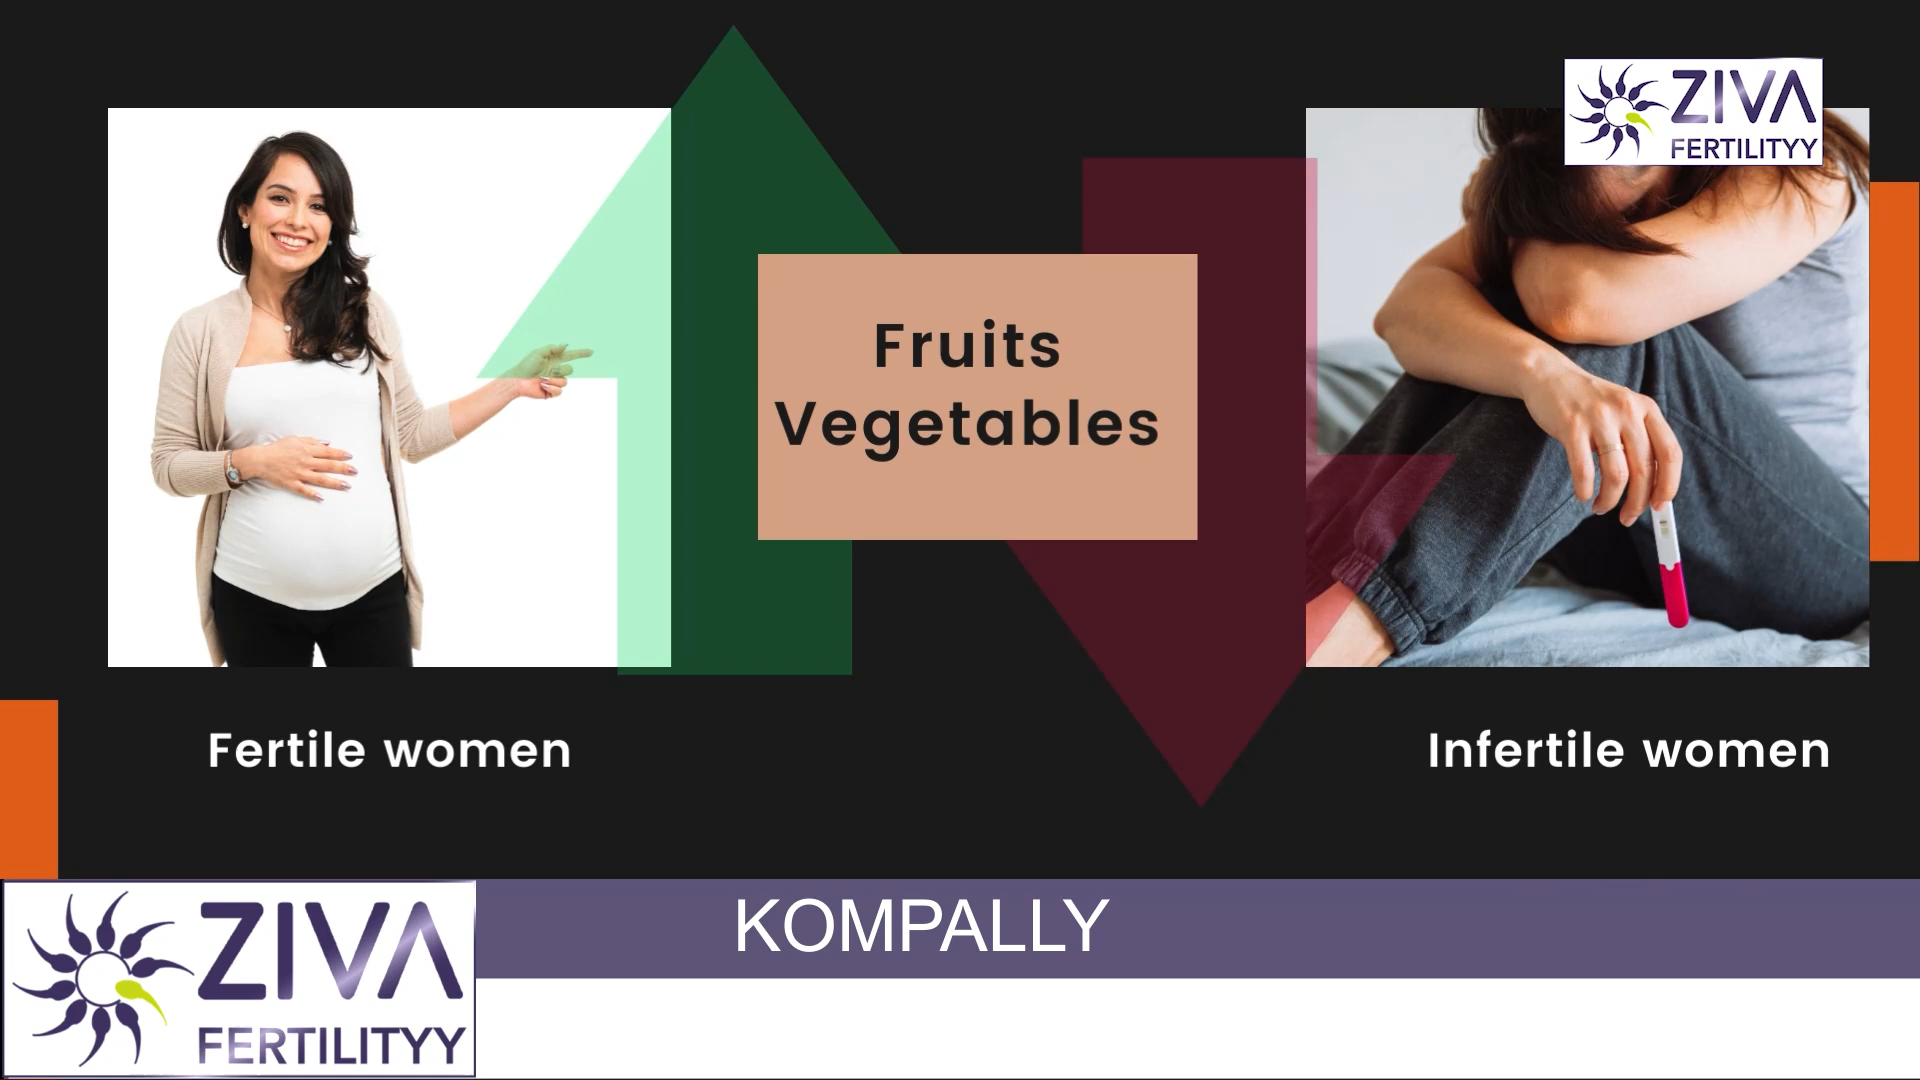 ZIVA
FERTILITYY
Fruits
Vegetables
Fertile women
Infertile women
KOMPALLY
ZIVA
FERTILITYY